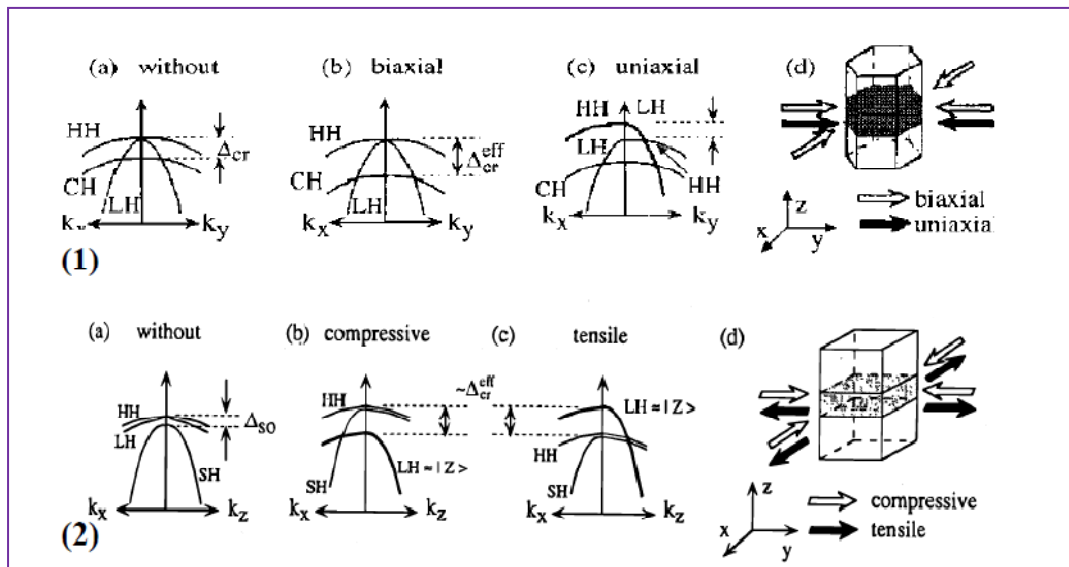 (a) without
(b) biaxial
(c) uniaxial
(d)
HH
CH
LH
Δcr
kx
ky
HH
CH
LH
Δcr^eff
kx
ky
HH
LH
LH
CH
HH
kx
ky
z
x
y
biaxial
uniaxial
(1)
(a) without
(b) compressive
(c) tensile
(d)
HH
LH
SH
ΔSO
kx
kz
HH
SH
LH≈|Z>
~Δcr^eff
kx
kz
LH≈|Z>
HH
SH
kx
kz
z
x
y
compressive
tensile
(2)